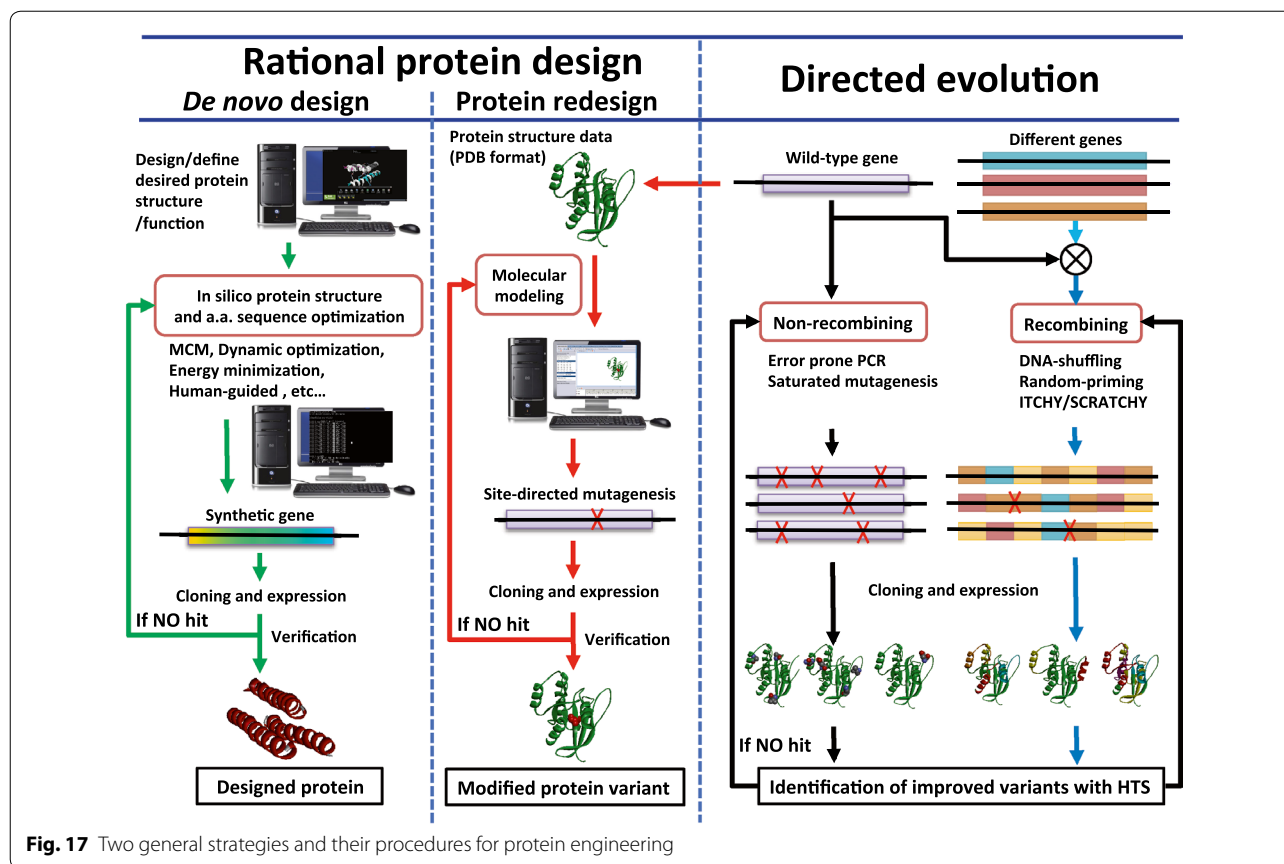 Rational protein design
De novo design
Protein redesign
Directed evolution
Design/define
desired protein
structure
/function
In silico protein structure
and a.a. sequence optimization
MCM, Dynamic optimization,
Energy minimization,
Human-guided , etc...
Synthetic gene
Cloning and expression
If NO hit
Verification
Designed protein
Protein structure data
(PDB format)
Molecular
modeling
Site-directed mutagenesis
Cloning and expression
If NO hit
Verification
Modified protein variant
Wild-type gene
Different genes
Non-recombining
Recombining
Error prone PCR
Saturated mutagenesis
DNA-shuffling
Random-priming
ITCHY/SCRATCHY
Cloning and expression
If NO hit
Identification of improved variants with HTS
Fig. 17 Two general strategies and their procedures for protein engineering